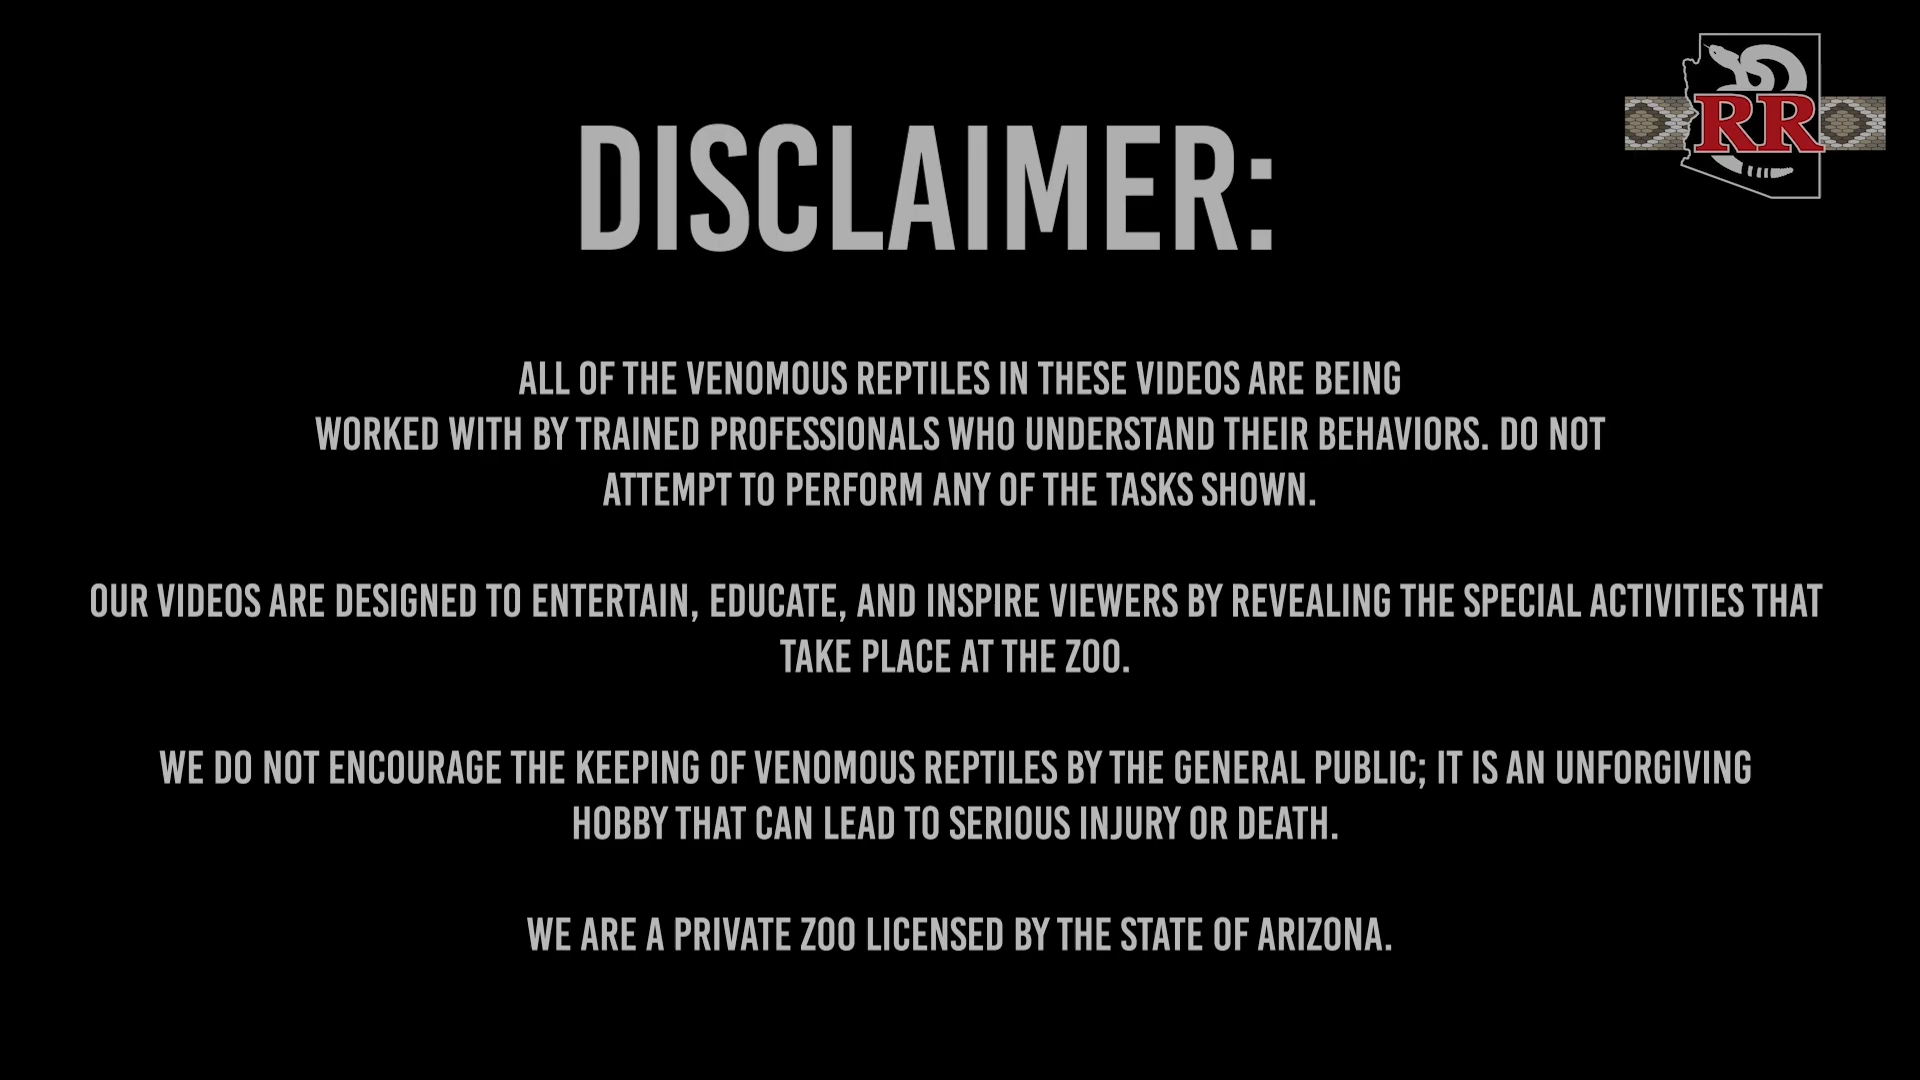 RR
DISCLAIMER:
ALL OF THE VENOMOUS REPTILES IN THESE VIDEOS ARE BEING
WORKED WITH BY TRAINED PROFESSIONALS WHO UNDERSTAND THEIR BEHAVIORS. DO NOT
ATTEMPT TO PERFORM ANY OF THE TASKS SHOWN.
OUR VIDEOS ARE DESIGNED TO ENTERTAIN, EDUCATE, AND INSPIRE VIEWERS BY REVEALING THE SPECIAL ACTIVITIES THAT
TAKE PLACE AT THE ZOO.
WE DO NOT ENCOURAGE THE KEEPING OF VENOMOUS REPTILES BY THE GENERAL PUBLIC; IT IS AN UNFORGIVING
HOBBY THAT CAN LEAD TO SERIOUS INJURY OR DEATH.
WE ARE A PRIVATE ZOO LICENSED BY THE STATE OF ARIZONA.